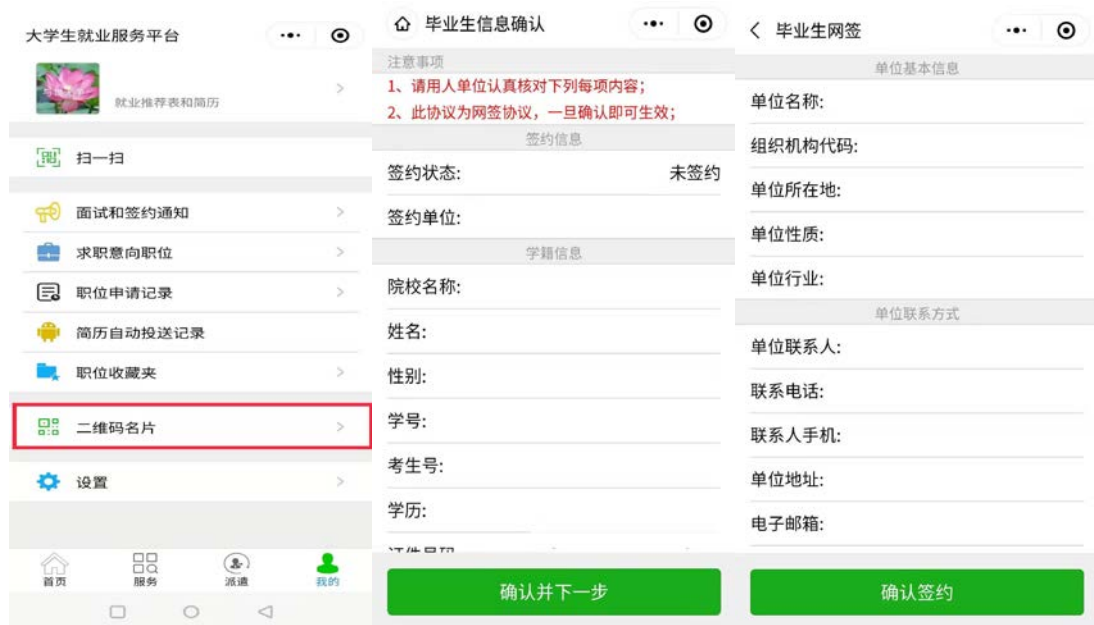 大学生就业服务平台
就业推荐表和简历
扫一扫
面试和签约通知
求职意向职位
职位申请记录
简历自动投送记录
职位收藏夹
二维码名片
设置
首页
服务
派遣
我的
毕业生信息确认
注意事项
1、请用人单位认真核对下列每项内容；
2、此协议为网签协议，一旦确认即可生效；
签约信息
签约状态: 未签约
签约单位:
学籍信息
院校名称:
姓名:
性别:
学号:
考生号:
学历:
确认并下一步
毕业生网签
单位基本信息
单位名称:
组织机构代码:
单位所在地:
单位性质:
单位行业:
单位联系方式
单位联系人:
联系电话:
联系人手机:
单位地址:
电子邮箱:
确认签约